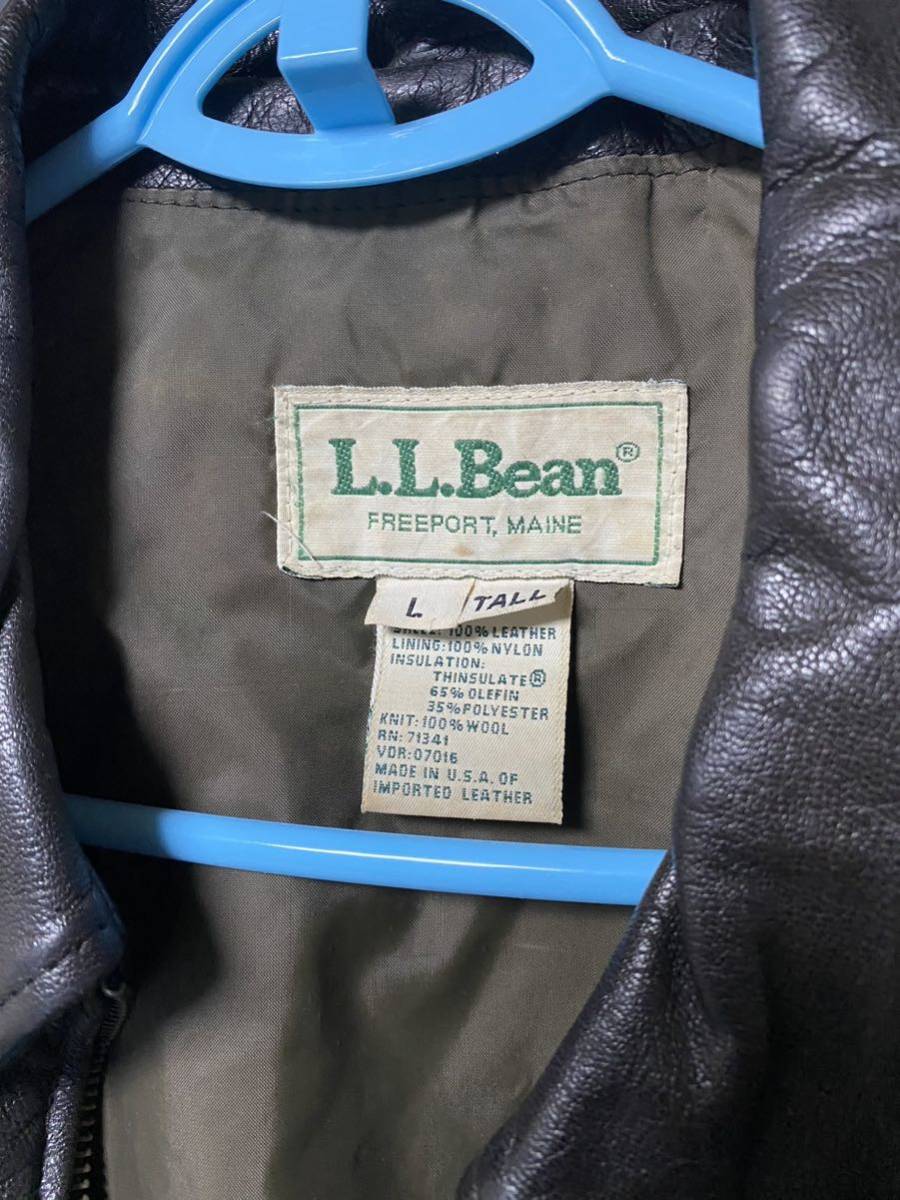 L.L.Bean®
FREEPORT, MAINE
L TALL
SHELL: 100% LEATHER
LINING: 100% NYLON
INSULATION:
THINSULATE®
65% OLEFIN
35% POLYESTER
KNIT: 100% WOOL
RN: 71341
VDR: 07016
MADE IN U.S.A. OF
IMPORTED LEATHER